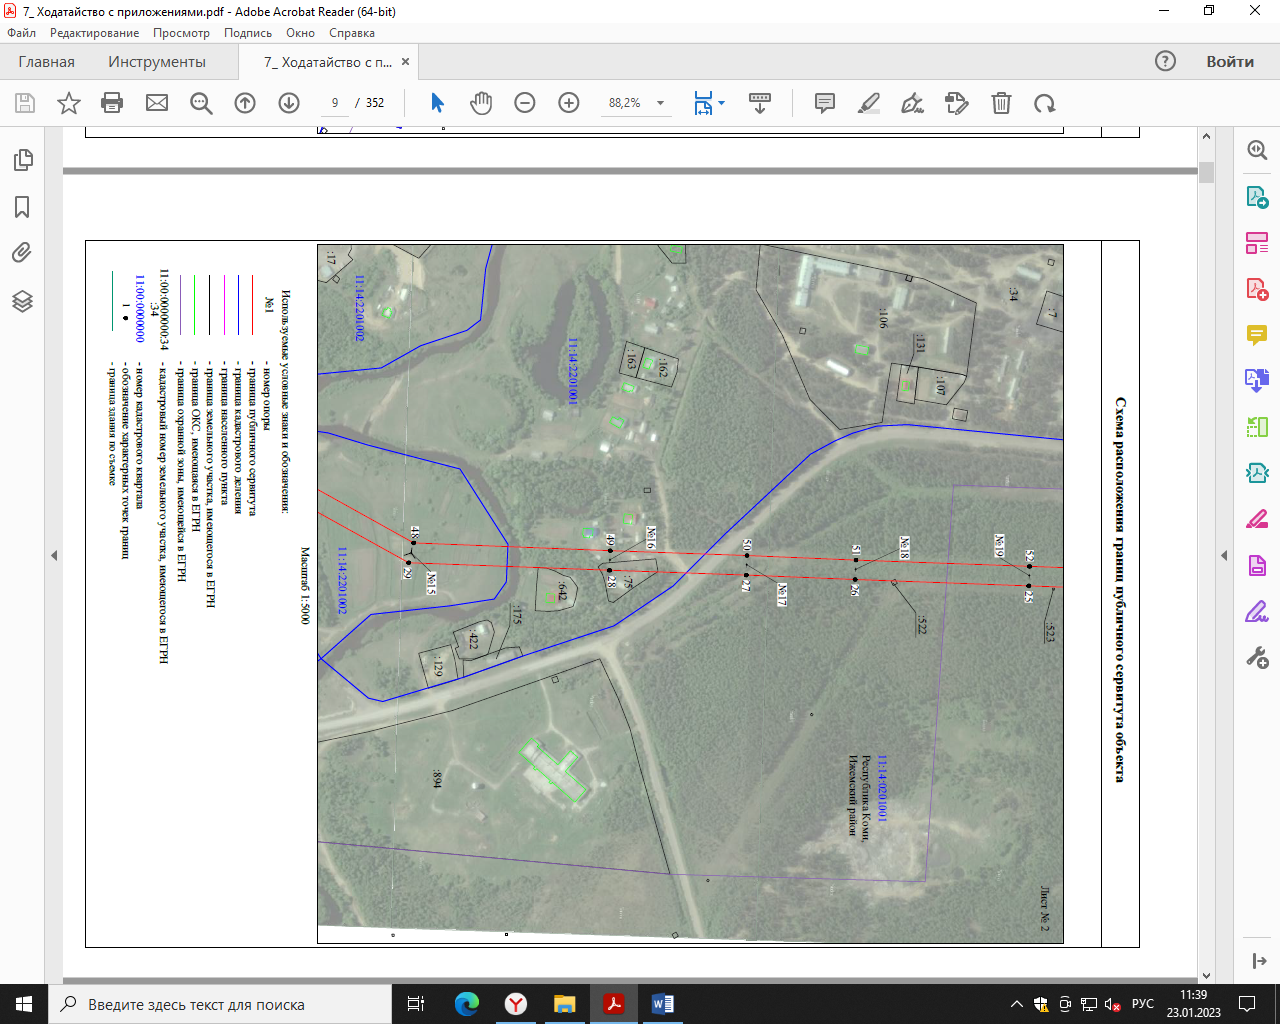 7_ Ходатайство с приложениями.pdf - Adobe Acrobat Reader (64-bit)
Файл Редактирование Просмотр Подпись Окно Справка
Главная Инструменты 7_ Ходатайство с п... × Войти
9 / 352 88,2%
Схема расположения границ публичного сервитута объекта
Лист № 2
:7
:34
:106
:131
:107
:17
11:14:2201002
11:14:2201001
:163
:162
52
№19
25
:523
51
№18
26
:522
50
№17
27
49
№16
28
:75
48
№15
29
:642
:175
:422
:129
11:14:2201002
:894
11:14:0201001
Республика Коми,
Ижемский район
Масштаб 1:5000
Используемые условные знаки и обозначения:
№1 - номер опоры
- граница публичного сервитута
- граница кадастрового деления
- граница населенного пункта
- граница земельного участка, имеющегося в ЕГРН
- граница ОКС, имеющаяся в ЕГРН
- граница охранной зоны, имеющейся в ЕГРН
11:00:0000000:34
:34 - кадастровый номер земельного участка, имеющегося в ЕГРН
11:00:0000000 - номер кадастрового квартала
1 - обозначение характерных точек границ
- граница здания по съемке
Введите здесь текст для поиска
РУС
11:39
23.01.2023